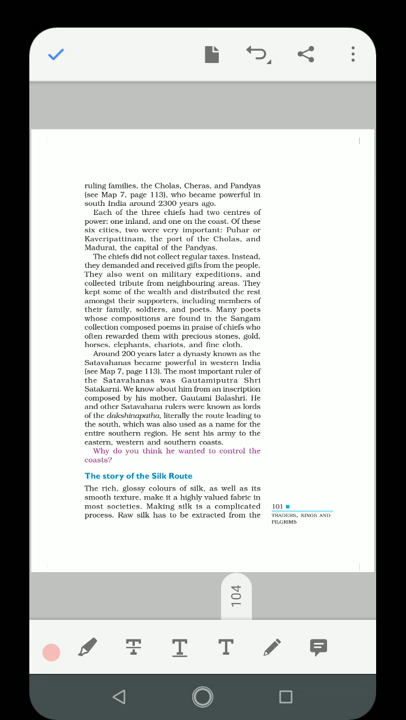 ruling families, the Cholas, Cheras, and Pandyas
(see Map 7, page 113), who became powerful in
south India around 2300 years ago.
Each of the three chiefs had two centres of
power: one inland, and one on the coast. Of these
six cities, two were very important: Puhar or
Kaveripattinam, the port of the Cholas, and
Madurai, the capital of the Pandyas.
The chiefs did not collect regular taxes. Instead,
they demanded and received gifts from the people.
They also went on military expeditions, and
collected tribute from neighbouring areas. They
kept some of the wealth and distributed the rest
amongst their supporters, including members of
their family, soldiers, and poets. Many poets
whose compositions are found in the Sangam
collection composed poems in praise of chiefs who
often rewarded them with precious stones, gold,
horses, elephants, chariots, and fine cloth.
Around 200 years later a dynasty known as the
Satavahanas became powerful in western India
(see Map 7, page 113). The most important ruler of
the Satavahanas was Gautamiputra Shri
Satakarni. We know about him from an inscription
composed by his mother, Gautami Balashri. He
and other Satavahana rulers were known as lords
of the dakshinapatha, literally the route leading to
the south, which was also used as a name for the
entire southern region. He sent his army to the
eastern, western and southern coasts.
Why do you think he wanted to control the
coasts?
The story of the Silk Route
The rich, glossy colours of silk, as well as its
smooth texture, make it a highly valued fabric in
most societies. Making silk is a complicated
process. Raw silk has to be extracted from the
101
TRADERS, KINGS AND
PILGRIMS
104